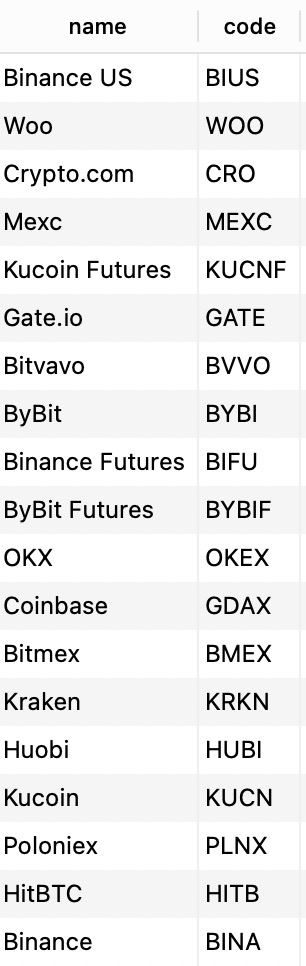 name code
Binance US BIUS
Woo WOO
Crypto.com CRO
Mexc MEXC
Kucoin Futures KUCNF
Gate.io GATE
Bitvavo BVVO
ByBit BYBI
Binance Futures BIFU
ByBit Futures BYBIF
OKX OKEX
Coinbase GDAX
Bitmex BMEX
Kraken KRKN
Huobi HUBI
Kucoin KUCN
Poloniex PLNX
HitBTC HITB
Binance BINA